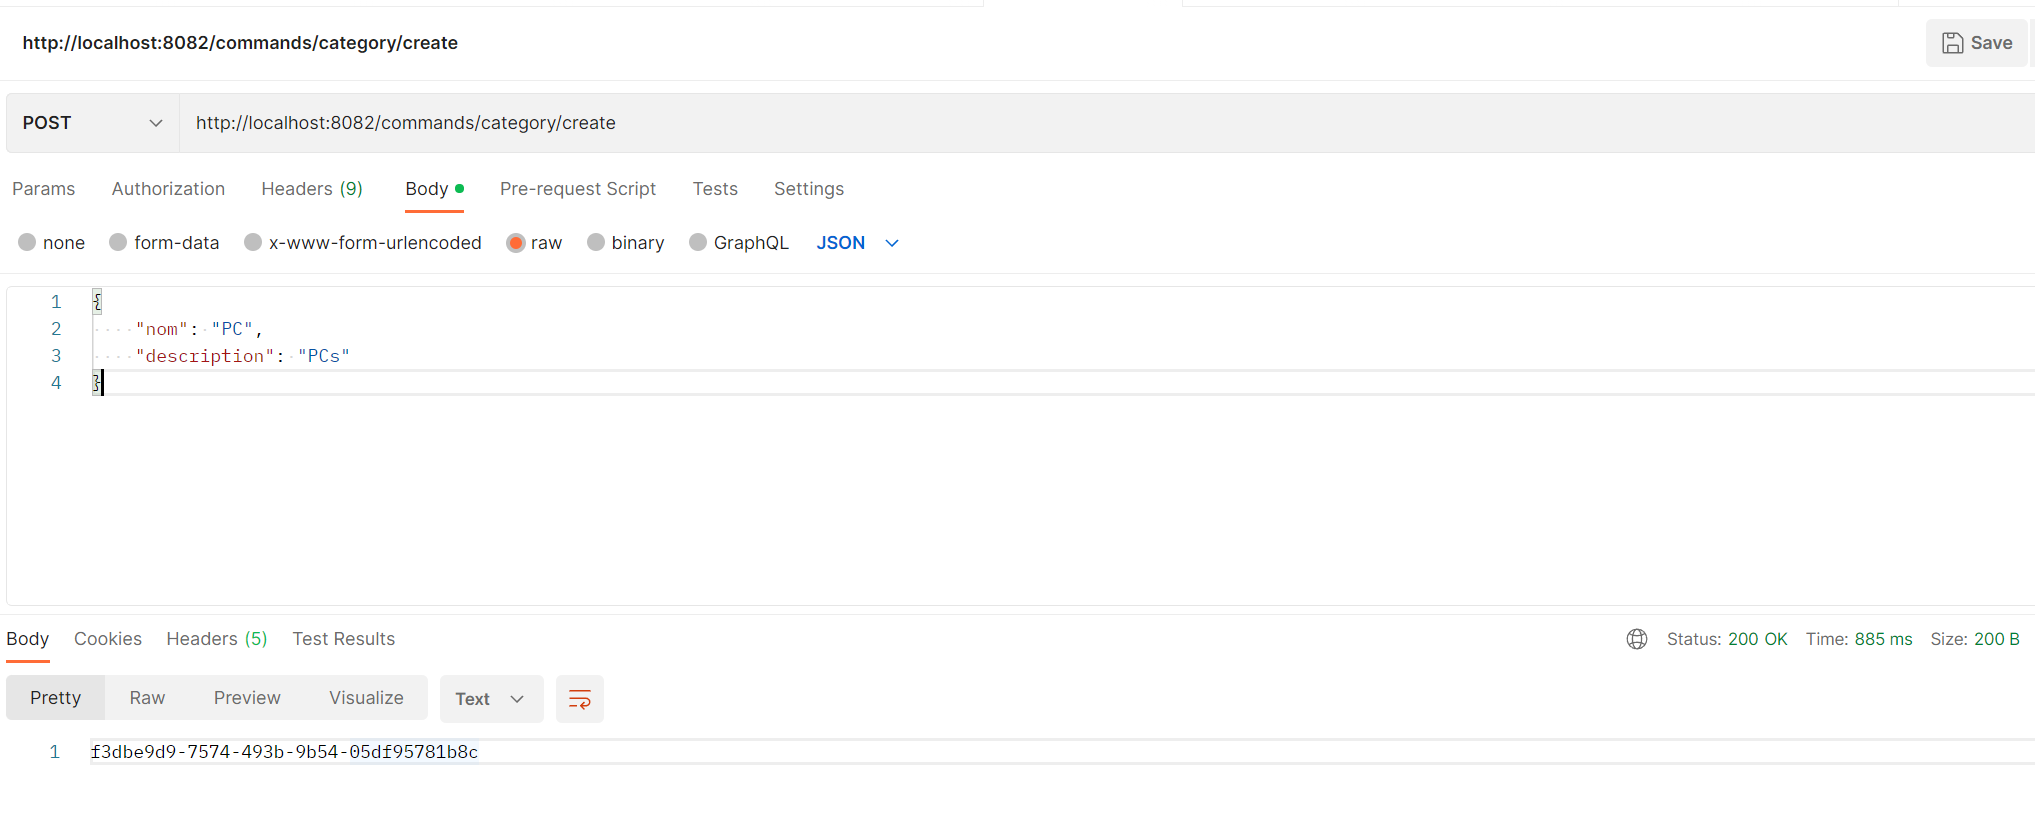 http://localhost:8082/commands/category/create
Save
POST http://localhost:8082/commands/category/create
Params Authorization Headers (9) Body Pre-request Script Tests Settings
none form-data x-www-form-urlencoded raw binary GraphQL JSON
1 {
2 "nom": "PC",
3 "description": "PCs"
4 }
Body Cookies Headers (5) Test Results Status: 200 OK Time: 885 ms Size: 200 B
Pretty Raw Preview Visualize Text
1 f3dbe9d9-7574-493b-9b54-05df95781b8c